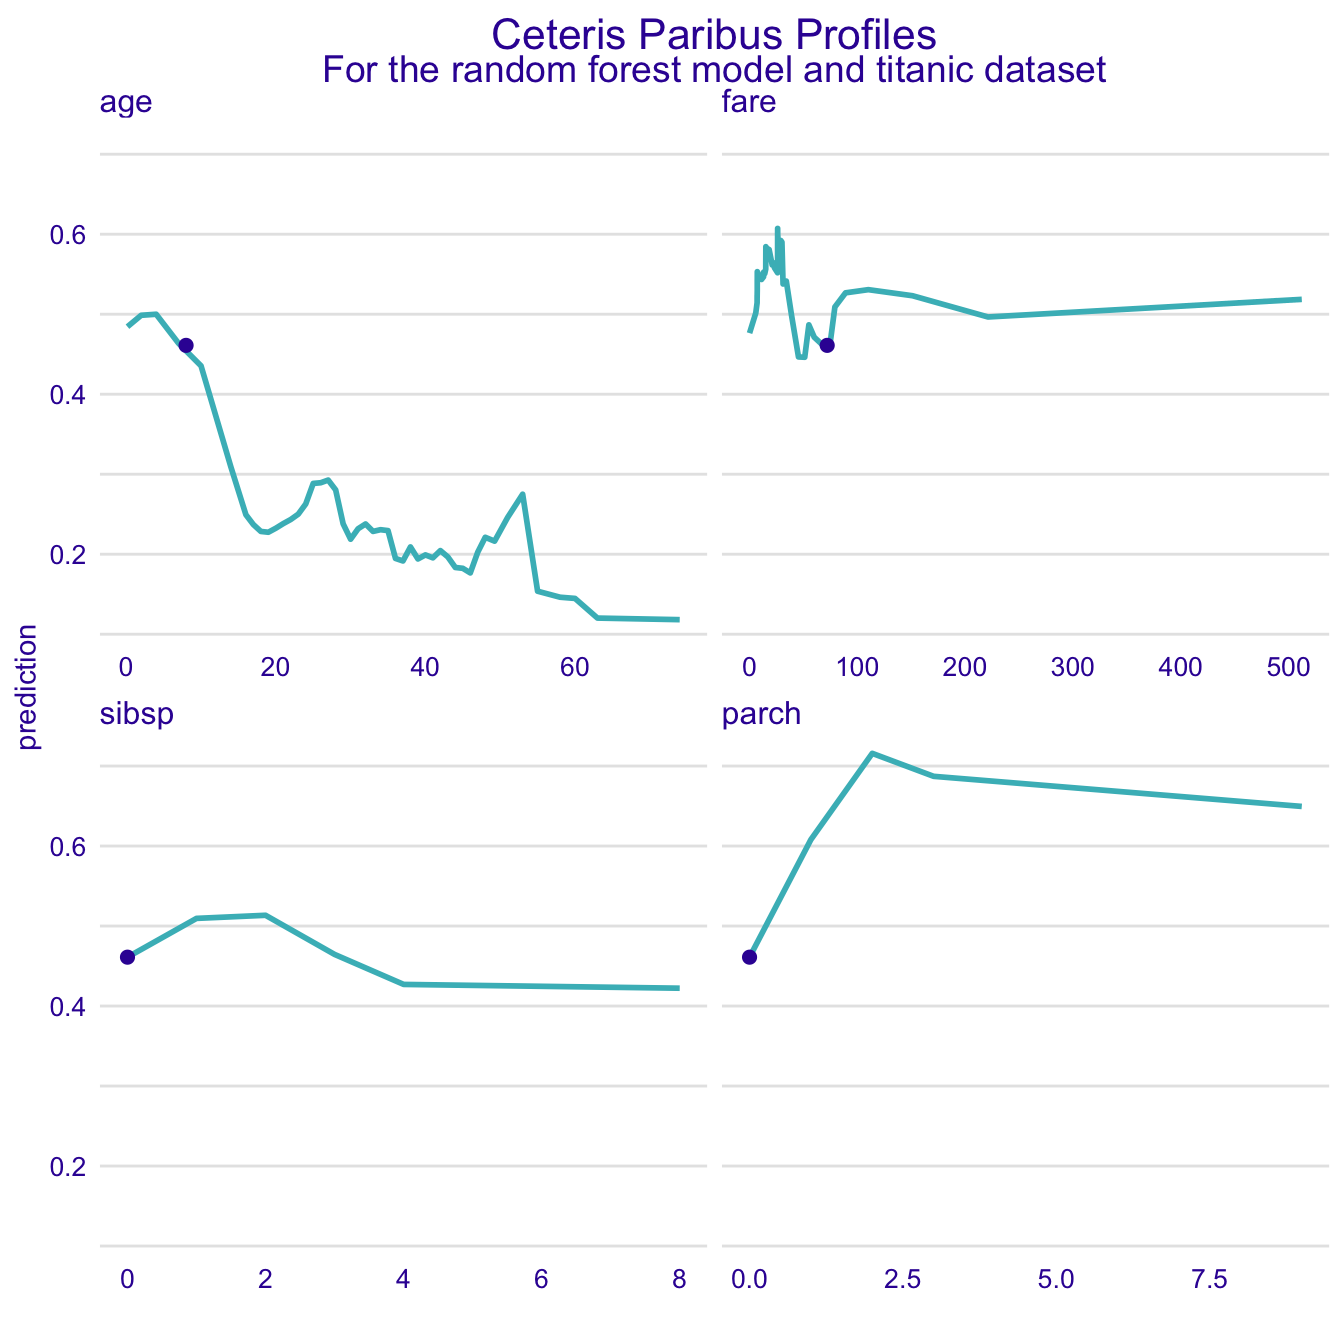 Ceteris Paribus Profiles
For the random forest model and titanic dataset
age
fare
0.6
0.4
0.2
0 20 40 60
0 100 200 300 400 500
prediction
sibsp
parch
0.6
0.4
0.2
0 2 4 6 8
0.0 2.5 5.0 7.5